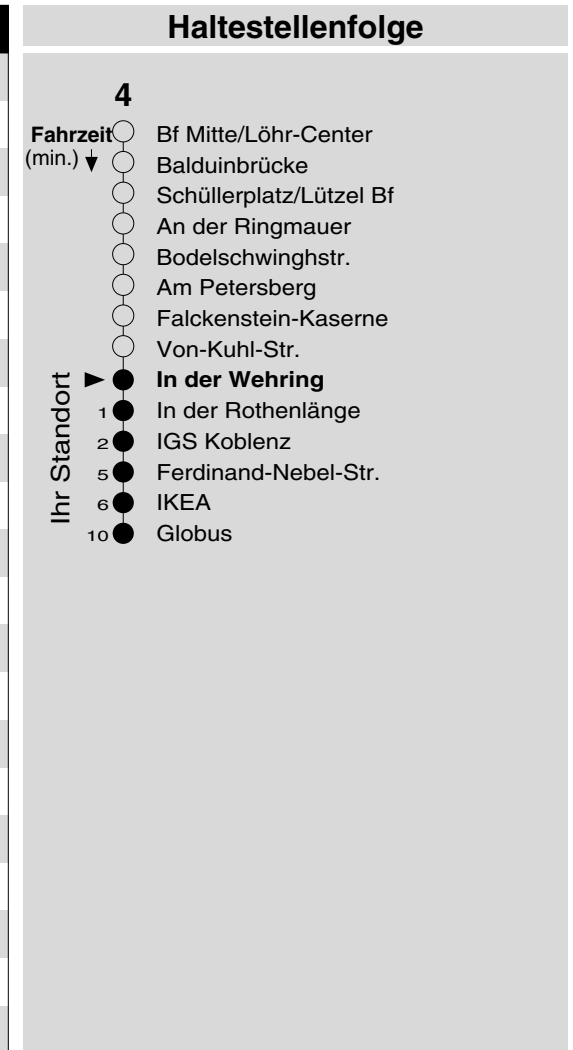 Haltestellenfolge
4
Fahrzeit
(min.)
Bf Mitte/Löhr-Center
Balduinbrücke
Schüllerplatz/Lützel Bf
An der Ringmauer
Bodelschwinghstr.
Am Petersberg
Falckenstein-Kaserne
Von-Kuhl-Str.
Ihr Standort
In der Wehring
1 In der Rothenlänge
2 IGS Koblenz
5 Ferdinand-Nebel-Str.
6 IKEA
10 Globus